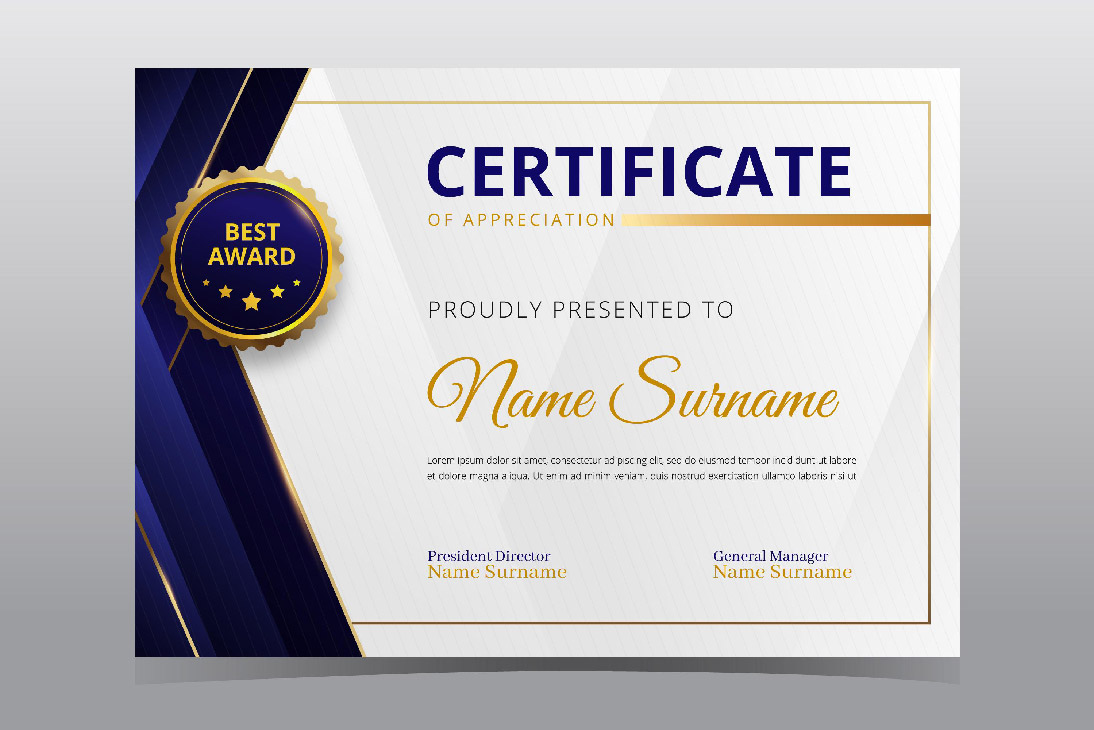 CERTIFICATE
OF APPRECIATION
BEST
AWARD
PROUDLY PRESENTED TO
Name Surname
Lorem ipsum dolor sit amet, consectetur adipiscing elit, sed do eiusmod tempor incididunt ut labore
et dolore magna aliqua. Ut enim ad minim veniam, quis nostrud exercitation ullamco laboris nisi ut
President Director
Name Surname
General Manager
Name Surname